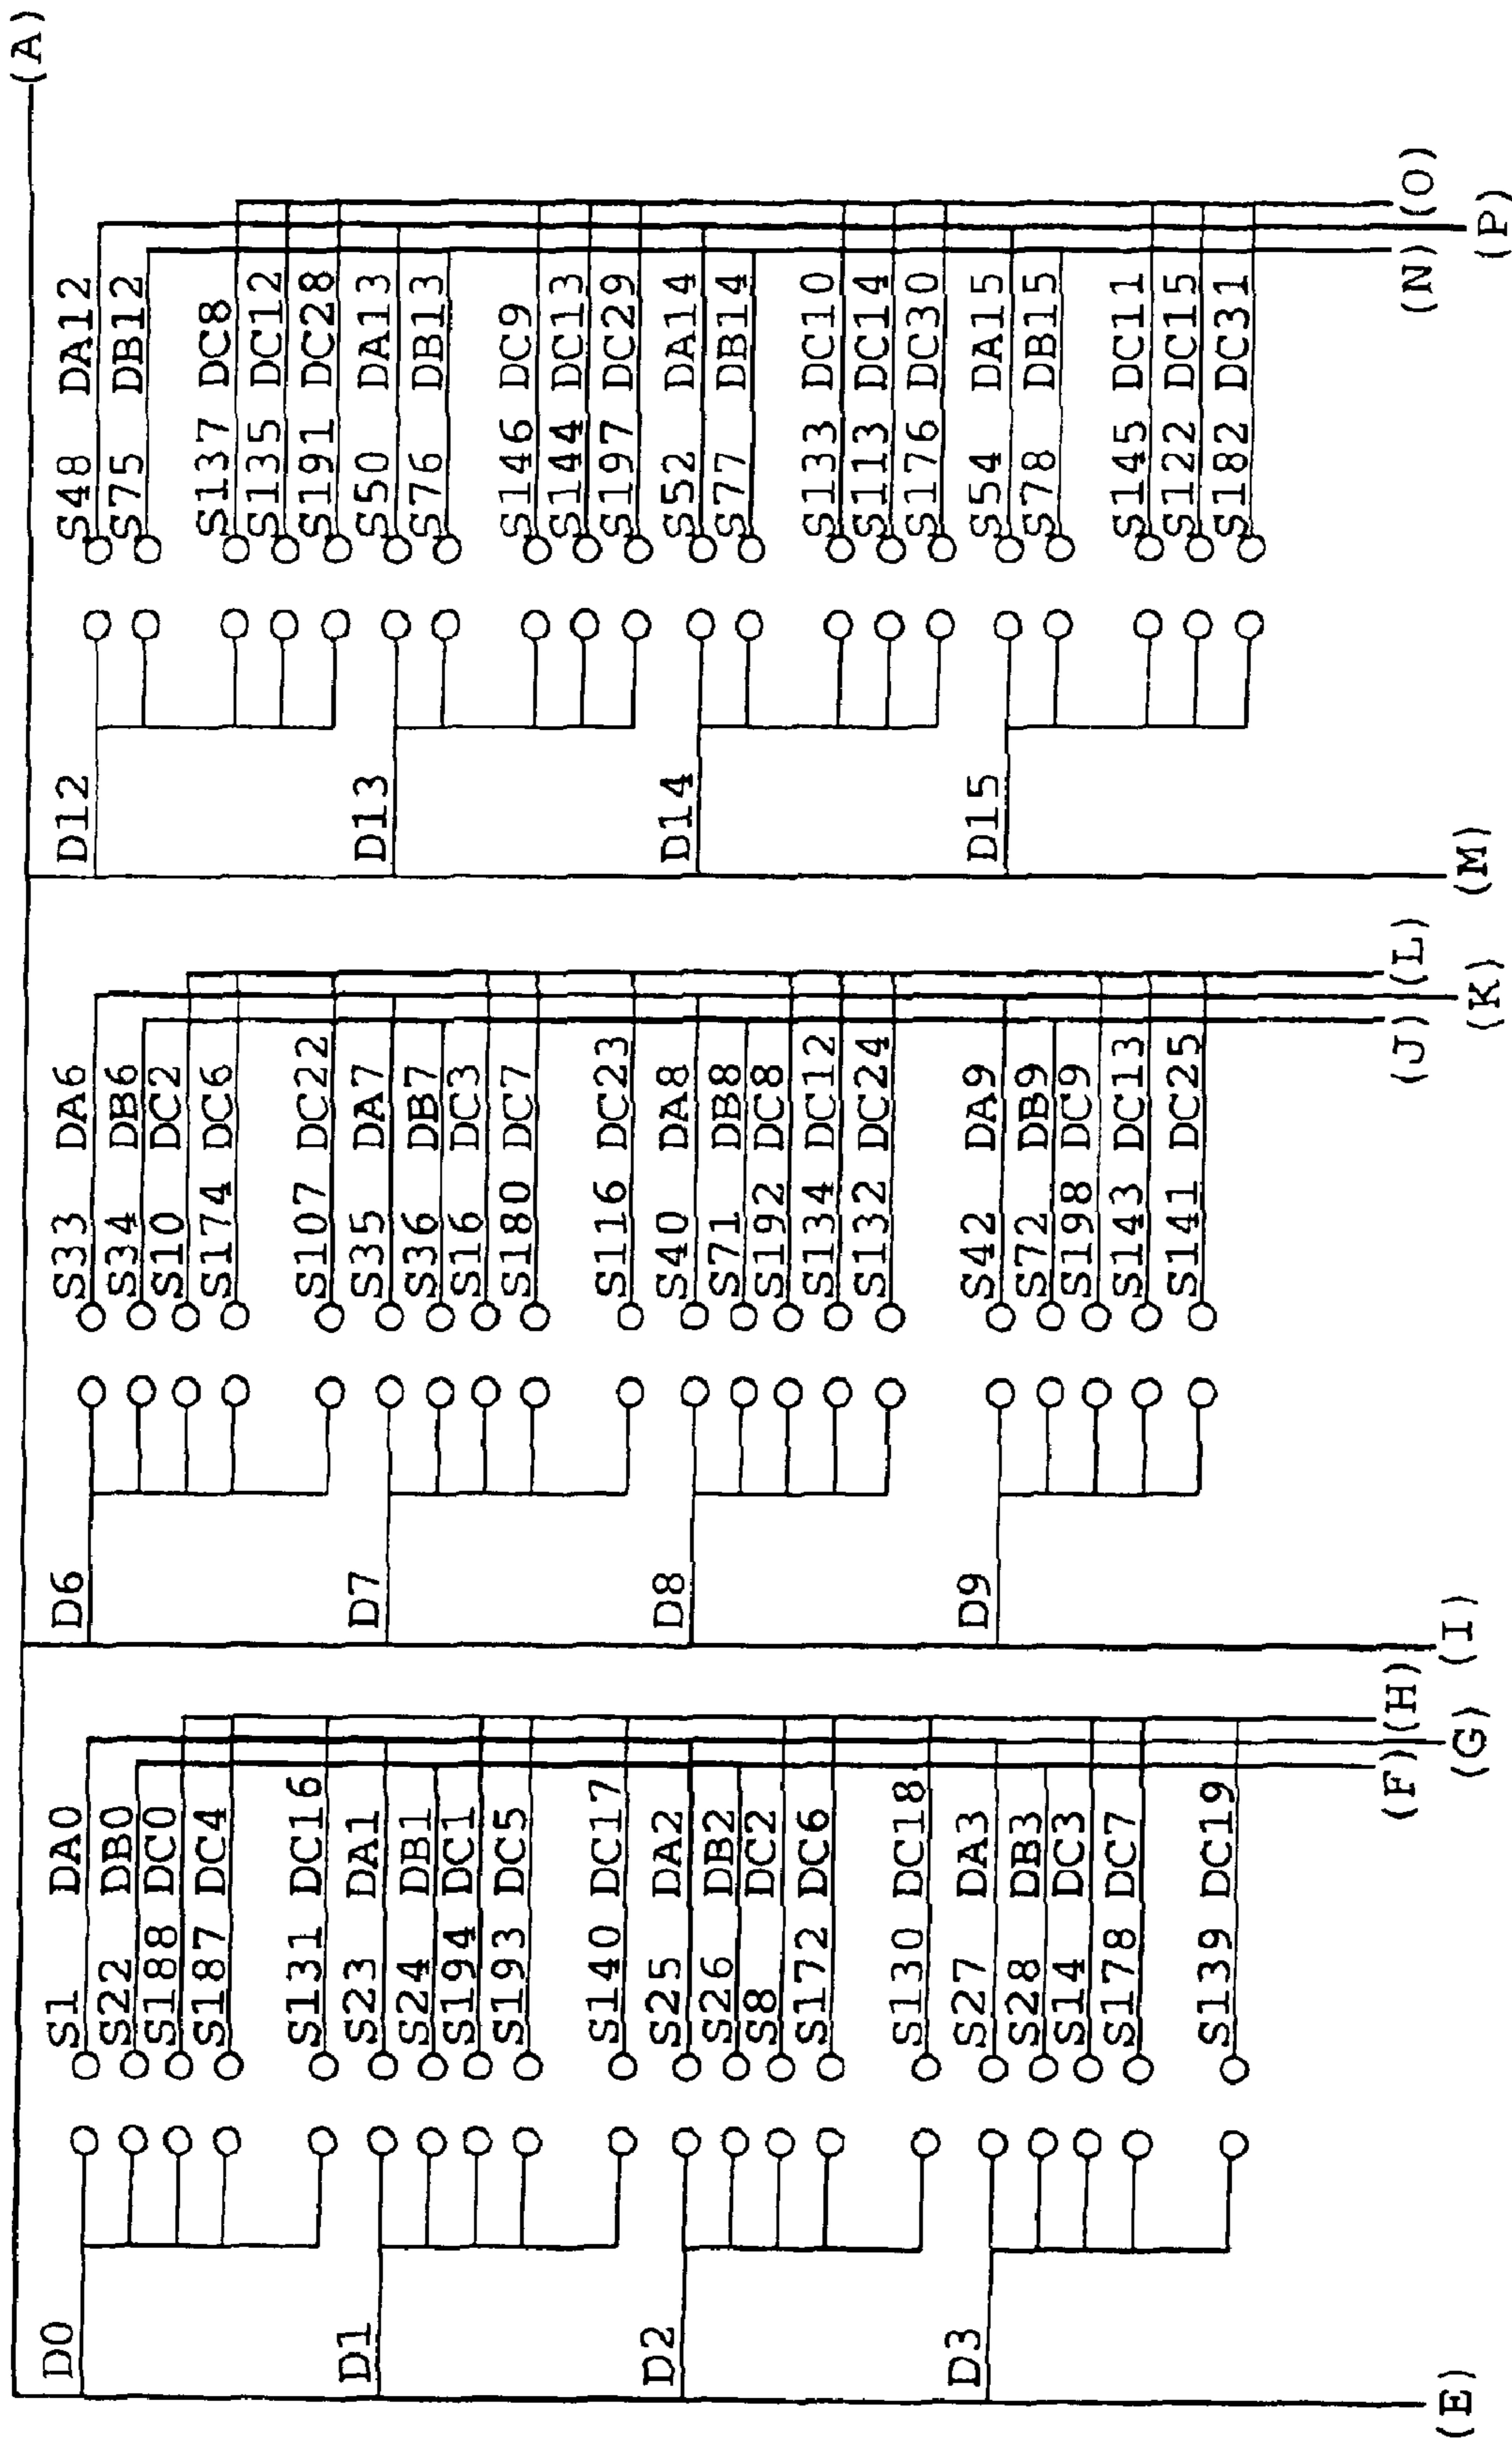 (A)
D0
S1 DA0
S22 DB0
S188 DC0
S187 DC4
S131 DC16
D1
S23 DA1
S24 DB1
S194 DC1
S193 DC5
S140 DC17
D2
S25 DA2
S26 DB2
S8 DC2
S172 DC6
S130 DC18
D3
S27 DA3
S28 DB3
S14 DC3
S178 DC7
S139 DC19
(E)
(F)
(G)
(H)
D6
S33 DA6
S34 DB6
S10 DC2
S174 DC6
S107 DC22
D7
S35 DA7
S36 DB7
S16 DC3
S180 DC7
S116 DC23
D8
S40 DA8
S71 DB8
S192 DC8
S134 DC12
S132 DC24
D9
S42 DA9
S72 DB9
S198 DC9
S143 DC13
S141 DC25
(I)
(J)
(K)
(L)
D12
S48 DA12
S75 DB12
S137 DC8
S135 DC12
S191 DC28
D13
S50 DA13
S76 DB13
S146 DC9
S144 DC13
S197 DC29
D14
S52 DA14
S77 DB14
S133 DC10
S113 DC14
S176 DC30
D15
S54 DA15
S78 DB15
S145 DC11
S122 DC15
S182 DC31
(M)
(N)
(P)
(O)